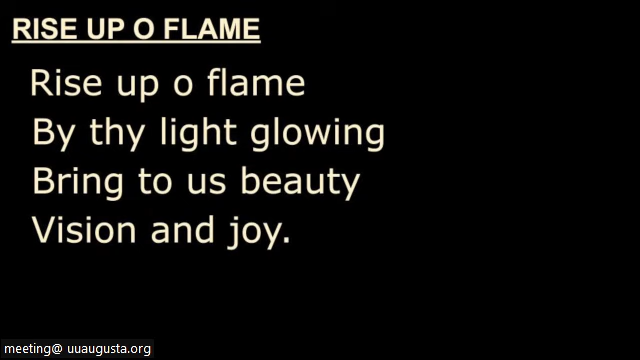 RISE UP O FLAME
Rise up o flame
By thy light glowing
Bring to us beauty
Vision and joy.
meeting@ uuaugusta.org